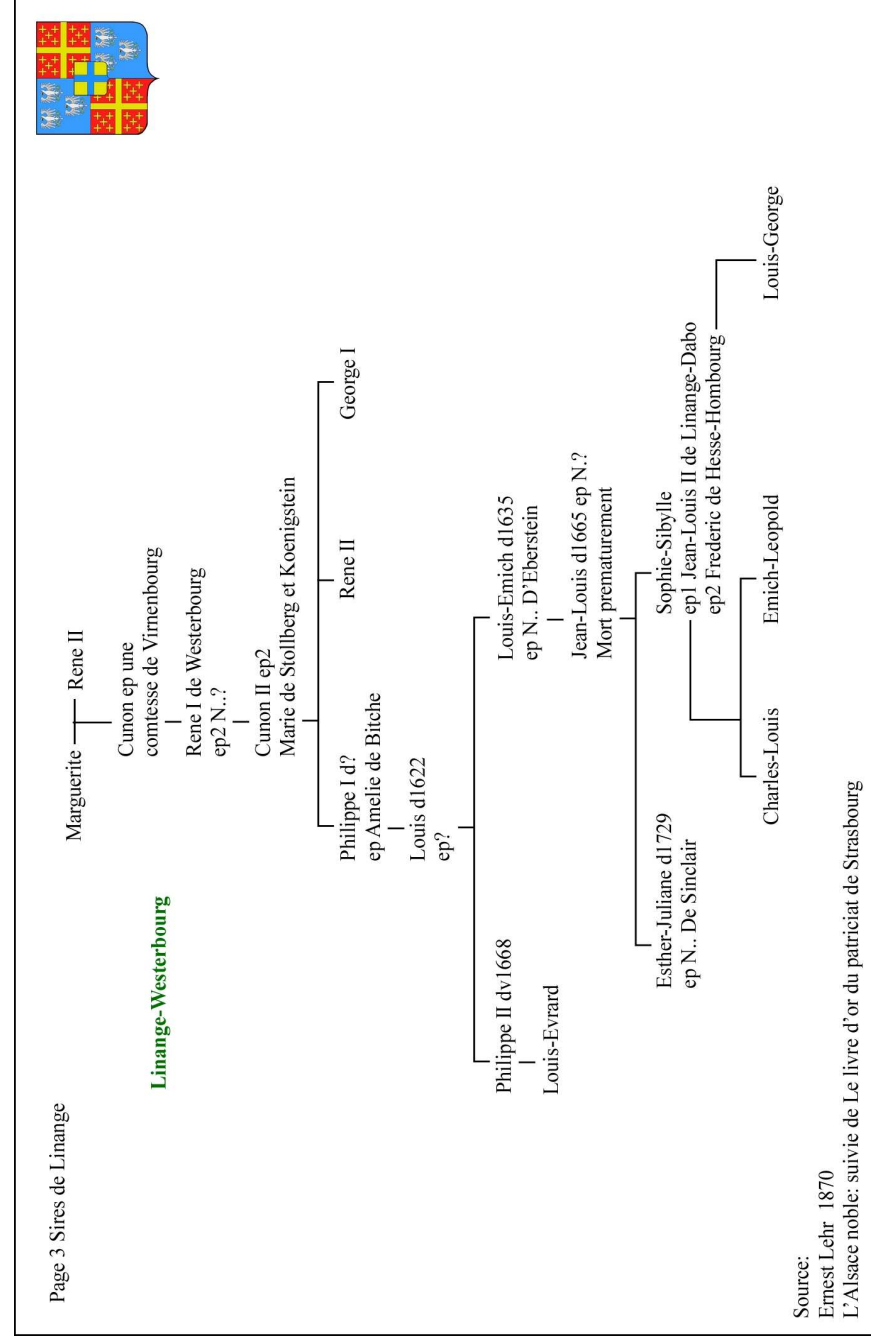 Page 3 Sires de Linange
Linange-Westerbourg
Marguerite
Rene II
Cunon ep une
comtesse de Virnenbourg
Rene I de Westerbourg
ep2 N..?
Cunon II ep2
Marie de Stollberg et Koenigstein
Philippe I d?
ep Amelie de Bitche
Rene II
George I
Louis d1622
ep?
Philippe II dv1668
Louis-Emich d1635
ep N.. D’Eberstein
Louis-Evrard
Jean-Louis d1665 ep N.?
Mort prematurement
Esther-Juliane d1729
ep N.. De Sinclair
Sophie-Sibylle
ep1 Jean-Louis II de Linange-Dabo
ep2 Frederic de Hesse-Hombourg
Charles-Louis
Emich-Leopold
Louis-George
Source:
Ernest Lehr 1870
L’Alsace noble: suivie de Le livre d’or du patriciat de Strasbourg